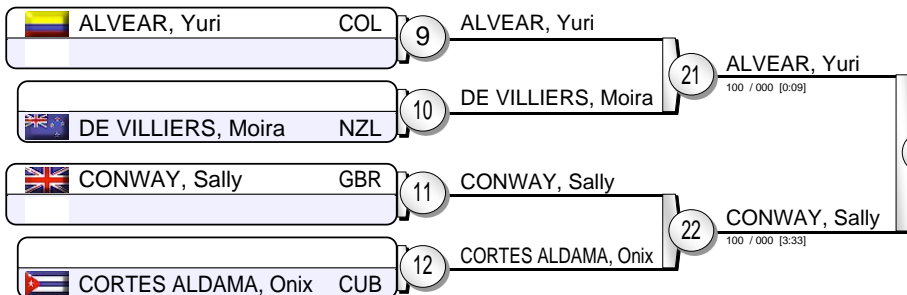 ALVEAR, Yuri COL 9 ALVEAR, Yuri
21 ALVEAR, Yuri
100 / 000 [0:09]
10 DE VILLIERS, Moira
DE VILLIERS, Moira NZL
CONWAY, Sally GBR 11 CONWAY, Sally
22 CONWAY, Sally
100 / 000 [3:33]
12 CORTES ALDAMA, Onix
CORTES ALDAMA, Onix CUB